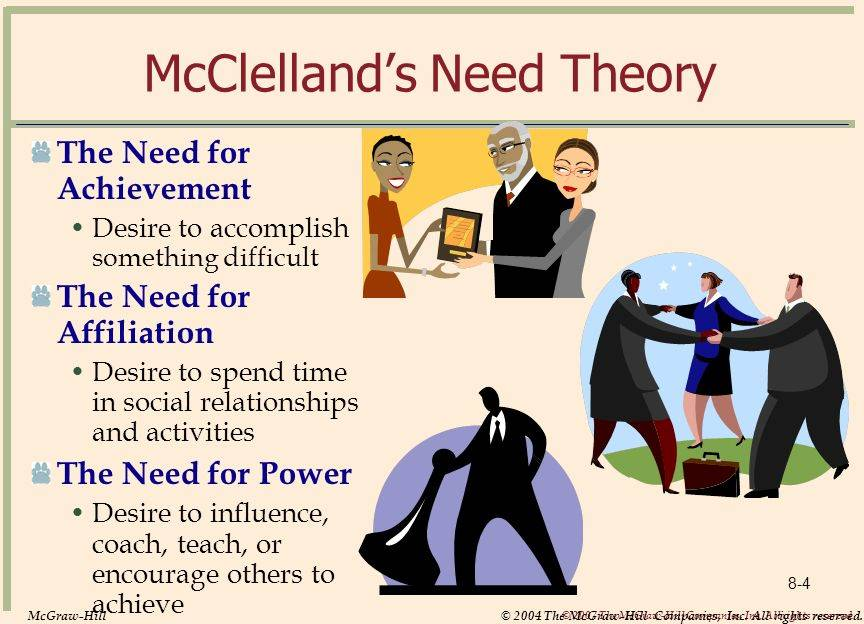 McClelland’s Need Theory
The Need for
Achievement
• Desire to accomplish
something difficult
The Need for
Affiliation
• Desire to spend time
in social relationships
and activities
The Need for Power
• Desire to influence,
coach, teach, or
encourage others to
achieve
8-4
McGraw-Hill
© 2004 The McGraw-Hill Companies, Inc. All rights reserved.